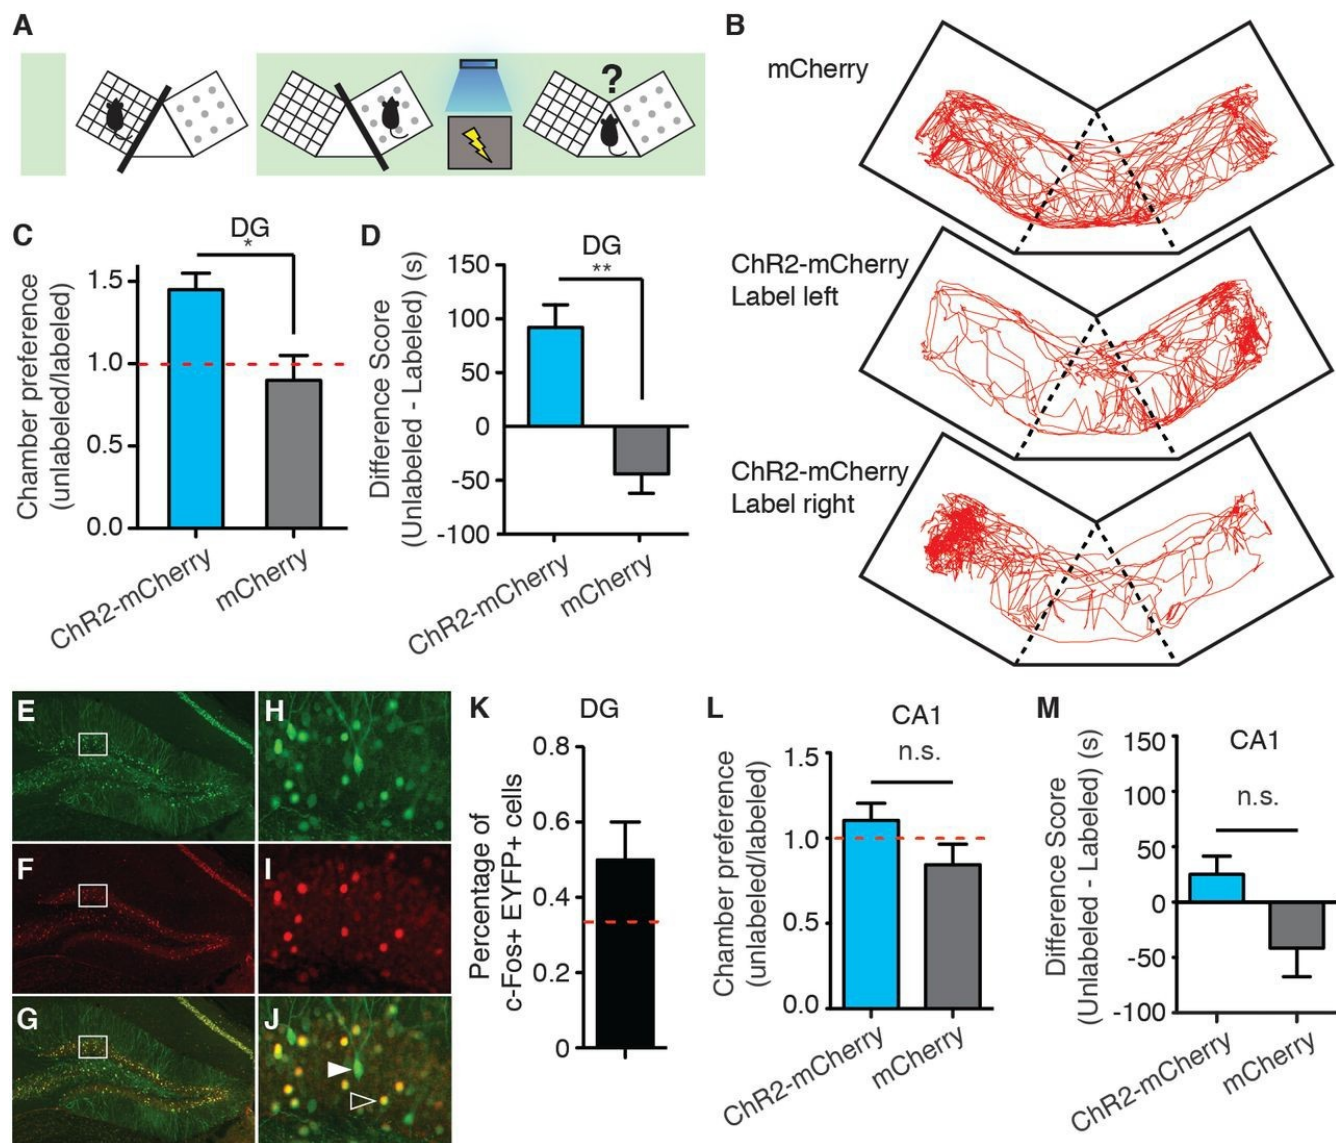 A
?
B
mCherry
ChR2-mCherry
Label left
ChR2-mCherry
Label right
C
DG
*
Chamber preference
(unlabeled/labeled)
1.5
1.0
0.5
0.0
ChR2-mCherry
mCherry
D
DG
**
Difference Score
(Unlabeled - Labeled) (s)
150
100
50
0
-50
-100
ChR2-mCherry
mCherry
E
H
F
I
G
J
K
DG
Percentage of
c-Fos+ EYFP+ cells
0.8
0.6
0.4
0.2
0
L
CA1
n.s.
Chamber preference
(unlabeled/labeled)
1.5
1.0
0.5
0.0
ChR2-mCherry
mCherry
M
CA1
n.s.
Difference Score
(Unlabeled - Labeled) (s)
150
100
50
0
-50
-100
ChR2-mCherry
mCherry